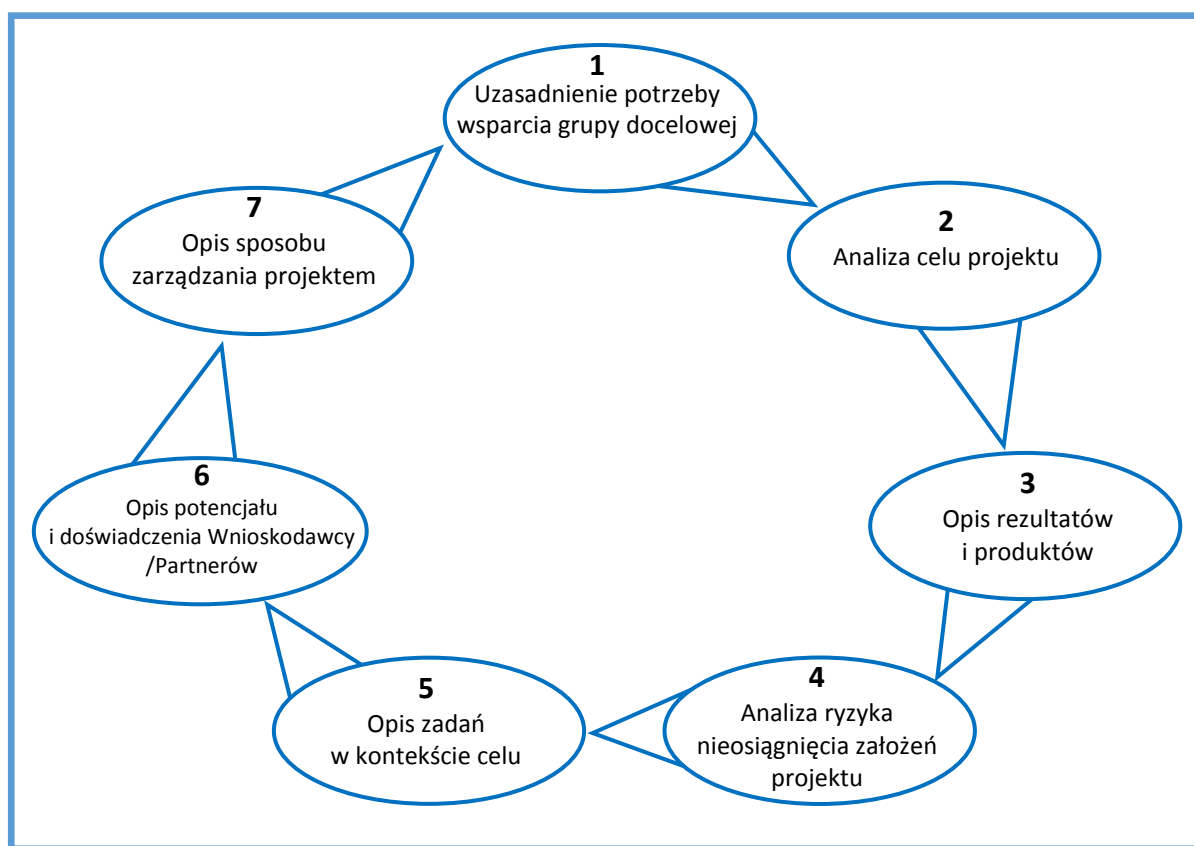 1
Uzasadnienie potrzeby
wsparcia grupy docelowej
2
Analiza celu projektu
3
Opis rezultatów
i produktów
4
Analiza ryzyka
nieosiągnięcia założeń
projektu
5
Opis zadań
w kontekście celu
6
Opis potencjału
i doświadczenia Wnioskodawcy
/Partnerów
7
Opis sposobu
zarządzania projektem